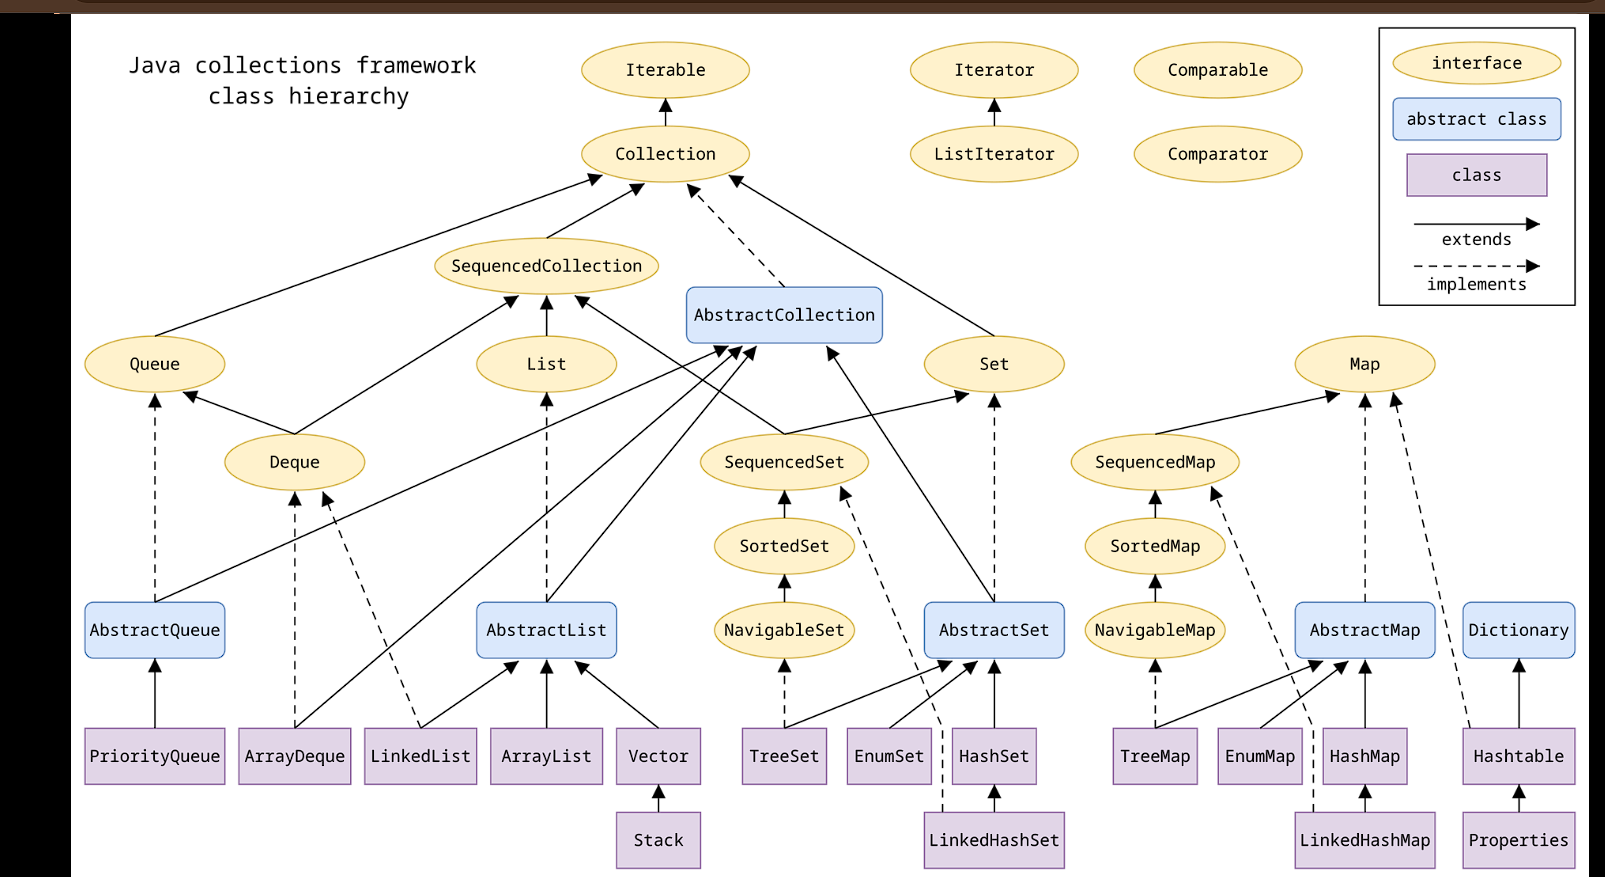 Java collections framework
class hierarchy
Iterable
Iterator
Comparable
interface
abstract class
class
extends
implements
Collection
ListIterator
Comparator
SequencedCollection
AbstractCollection
Queue
List
Set
Map
Deque
SequencedSet
SequencedMap
SortedSet
SortedMap
AbstractQueue
AbstractList
NavigableSet
AbstractSet
NavigableMap
AbstractMap
Dictionary
PriorityQueue
ArrayDeque
LinkedList
ArrayList
Vector
TreeSet
EnumSet
HashSet
TreeMap
EnumMap
HashMap
Hashtable
Stack
LinkedHashSet
LinkedHashMap
Properties